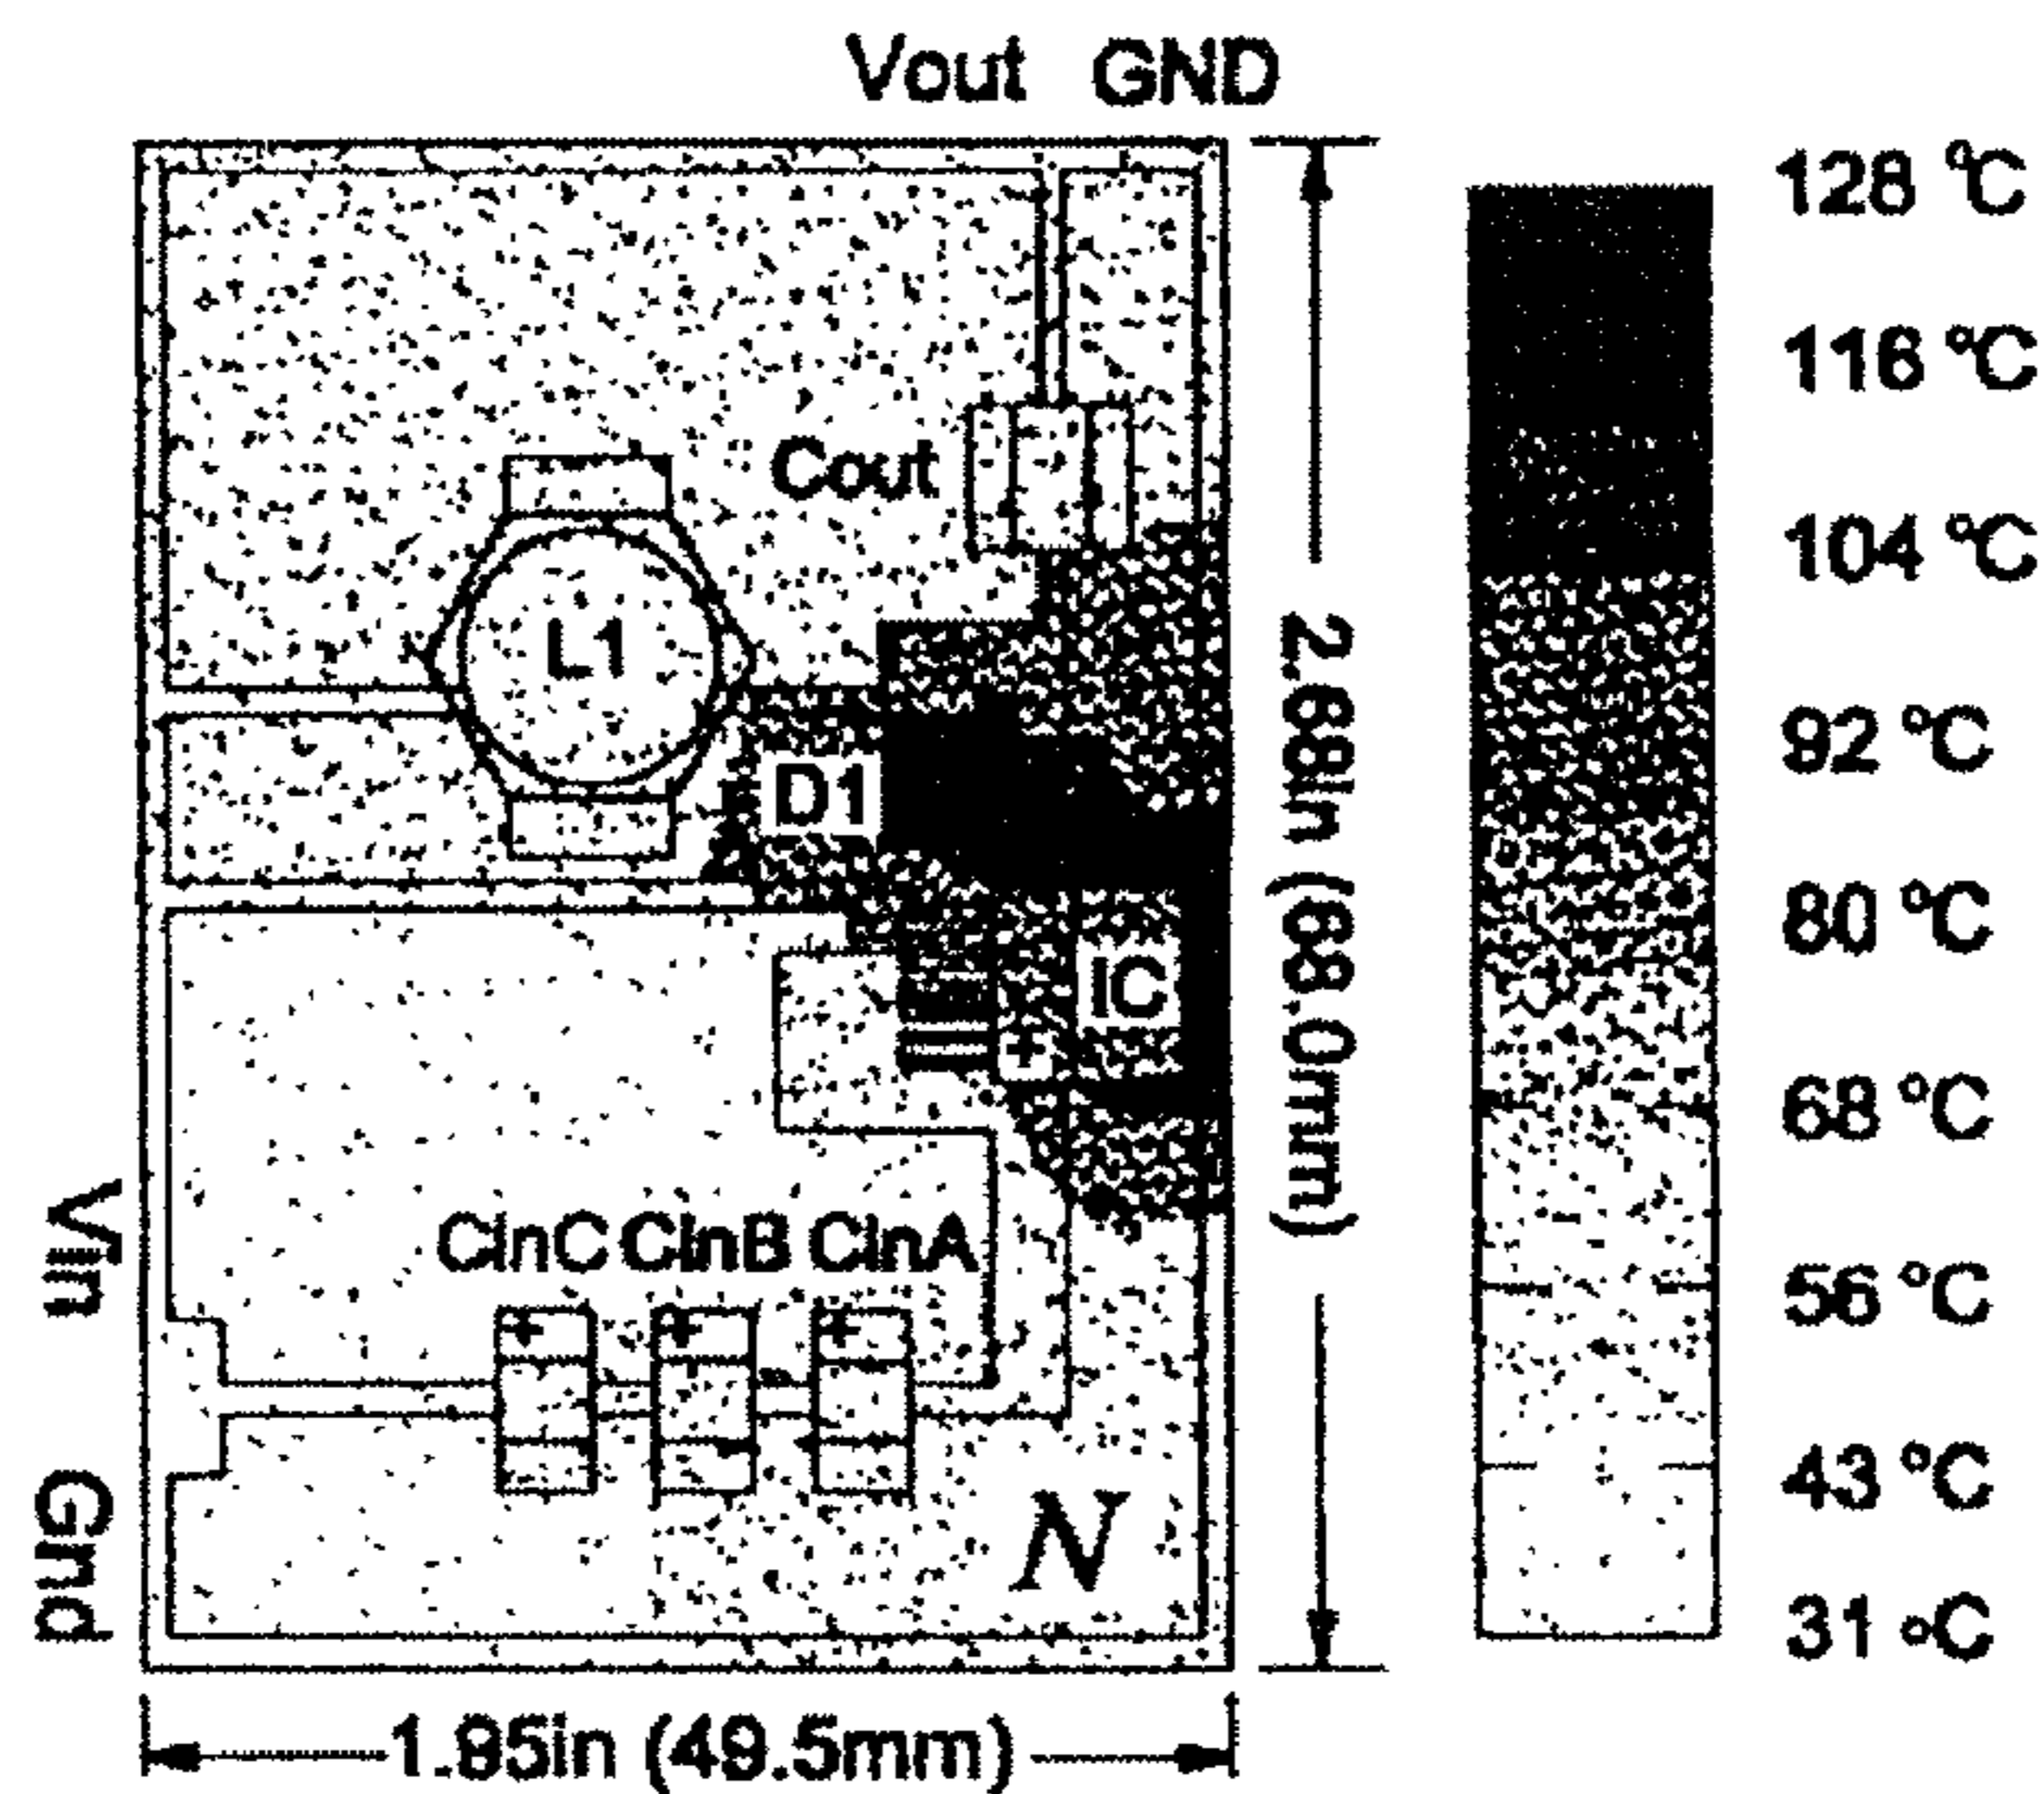 Vout GND
128 °C
116 °C
104 °C
92 °C
80 °C
68 °C
56 °C
43 °C
31 °C
Cout
L1
D1
IC
+
2.68in (68.0mm)
Vin
CinC CinB CinA
+ + +
N
Gnd
1.95in (49.5mm)